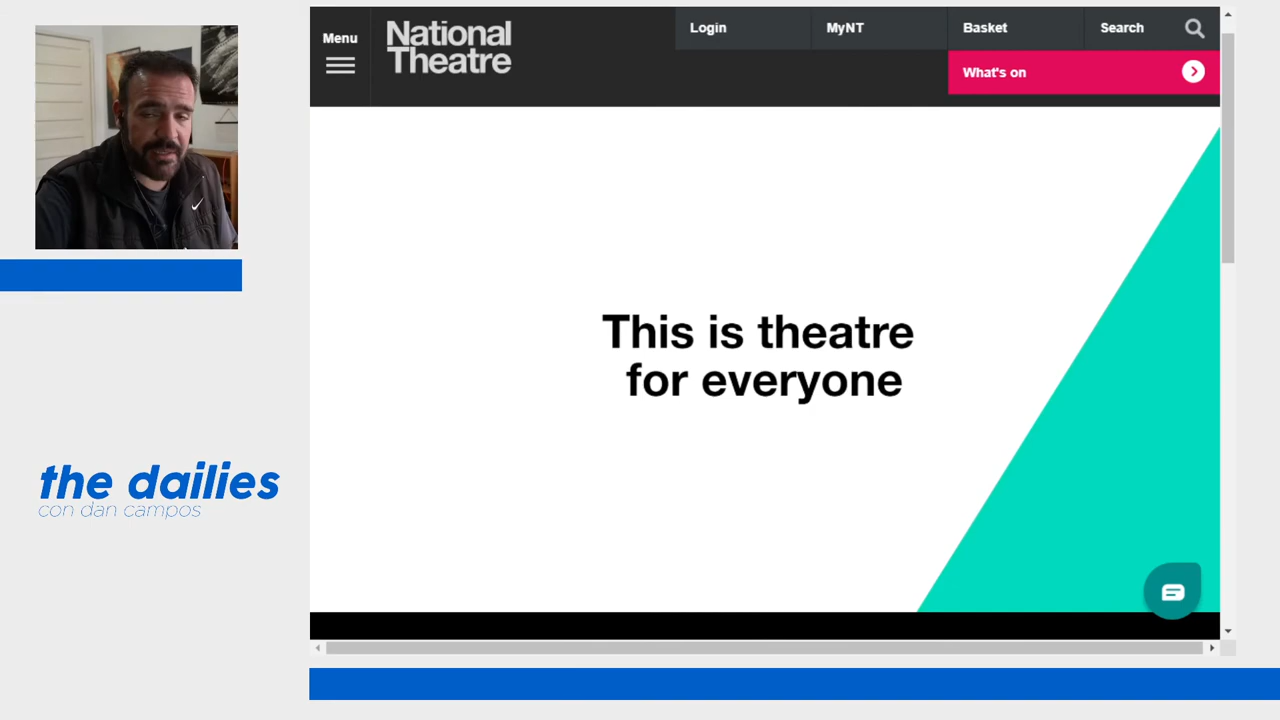 Menu
National
Theatre
Login
MyNT
Basket
Search
What's on
This is theatre
for everyone
the dailies
con dan campos